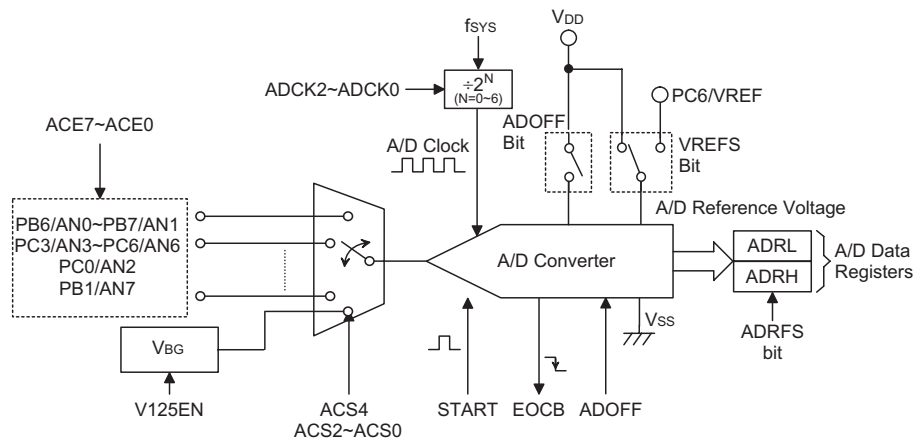 fSYS
VDD
ADCK2~ADCK0
÷2^N
(N=0~6)
PC6/VREF
ACE7~ACE0
ADOFF
Bit
VREFS
Bit
A/D Clock
A/D Reference Voltage
PB6/AN0~PB7/AN1
PC3/AN3~PC6/AN6
PC0/AN2
PB1/AN7
A/D Converter
ADRL
ADRH
A/D Data
Registers
VSS
ADRFS
bit
VBG
V125EN
ACS4
ACS2~ACS0
START
EOCB
ADOFF